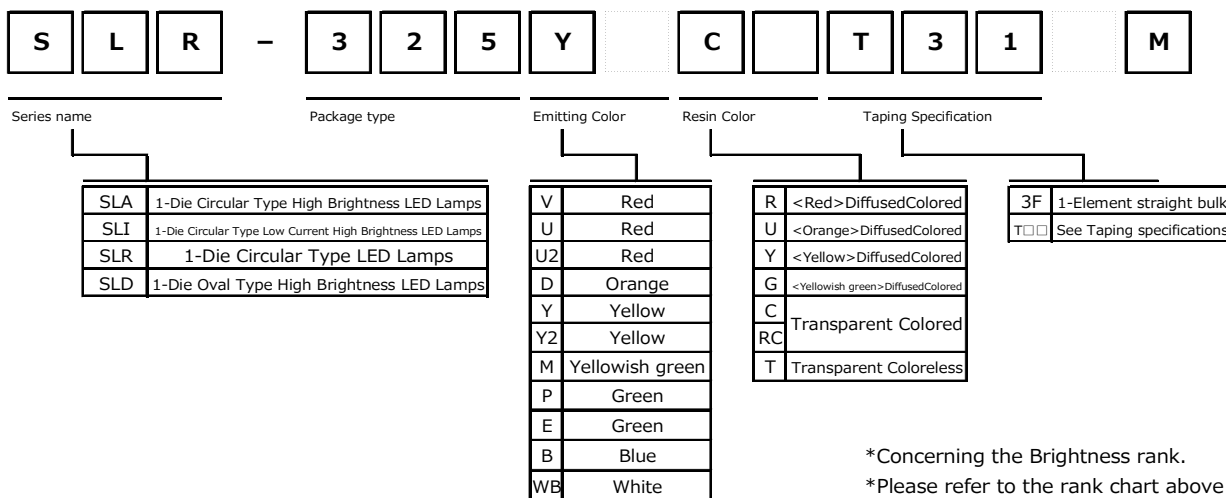 S L R – 3 2 5 Y C T 3 1 M
Series name Package type Emitting Color Resin Color Taping Specification
SLA 1-Die Circular Type High Brightness LED Lamps
SLI 1-Die Circular Type Low Current High Brightness LED Lamps
SLR 1-Die Circular Type LED Lamps
SLD 1-Die Oval Type High Brightness LED Lamps
V Red
U Red
U2 Red
D Orange
Y Yellow
Y2 Yellow
M Yellowish green
P Green
E Green
B Blue
WB White
R <Red>DiffusedColored
U <Orange>DiffusedColored
Y <Yellow>DiffusedColored
G <Yellowish green>DiffusedColored
C
Transparent Colored
RC
T Transparent Coloreless
3F 1-Element straight bulk
T□□ See Taping specifications
*Concerning the Brightness rank.
*Please refer to the rank chart above